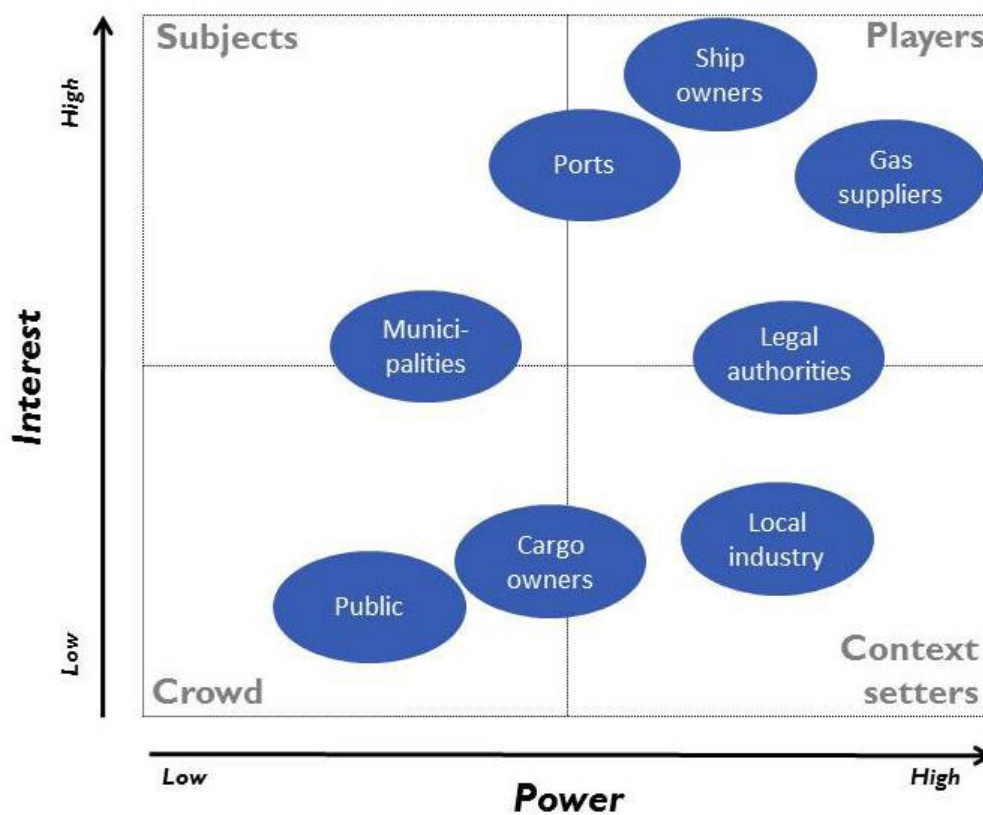 Subjects
Players
High
Ship
owners
Ports
Gas
suppliers
Interest
Munici-
palities
Legal
authorities
Cargo
owners
Local
industry
Public
Low
Crowd
Context
setters
Low
High
Power